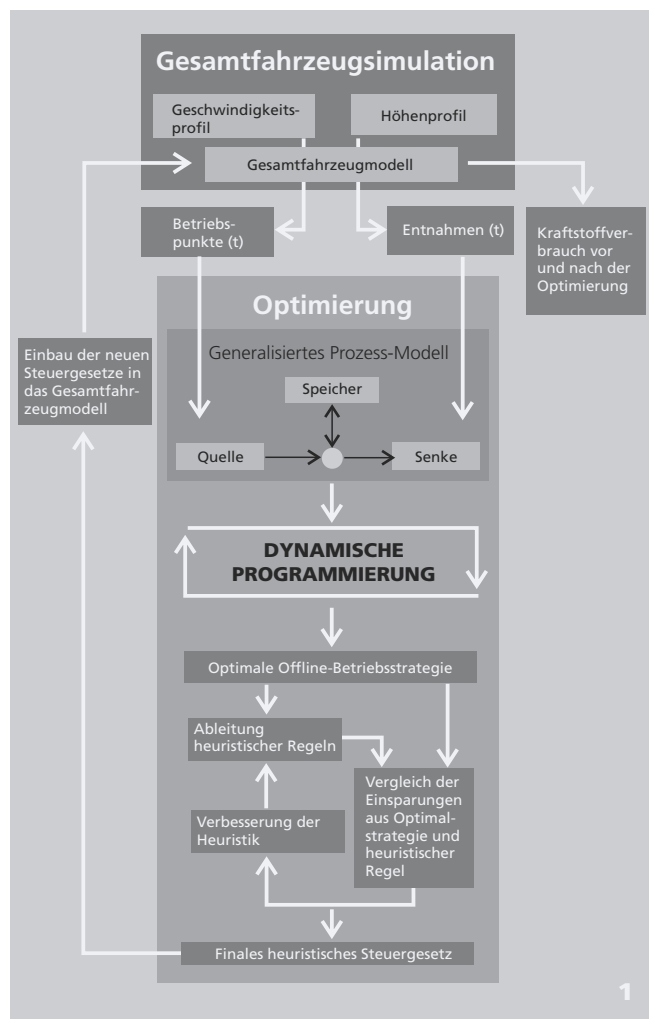 Gesamtfahrzeugsimulation
Geschwindigkeits-
profil
Höhenprofil
Gesamtfahrzeugmodell
Betriebs-
punkte (t)
Entnahmen (t)
Kraftstoffver-
brauch vor
und nach der
Optimierung
Optimierung
Generalisiertes Prozess-Modell
Speicher
Quelle
Senke
Einbau der neuen
Steuergesetze in
das Gesamtfahr-
zeugmodell
DYNAMISCHE
PROGRAMMIERUNG
Optimale Offline-Betriebsstrategie
Ableitung
heuristischer Regeln
Vergleich der
Einsparungen
aus Optimal-
strategie und
heuristischer
Regel
Verbesserung der
Heuristik
Finales heuristisches Steuergesetz
1